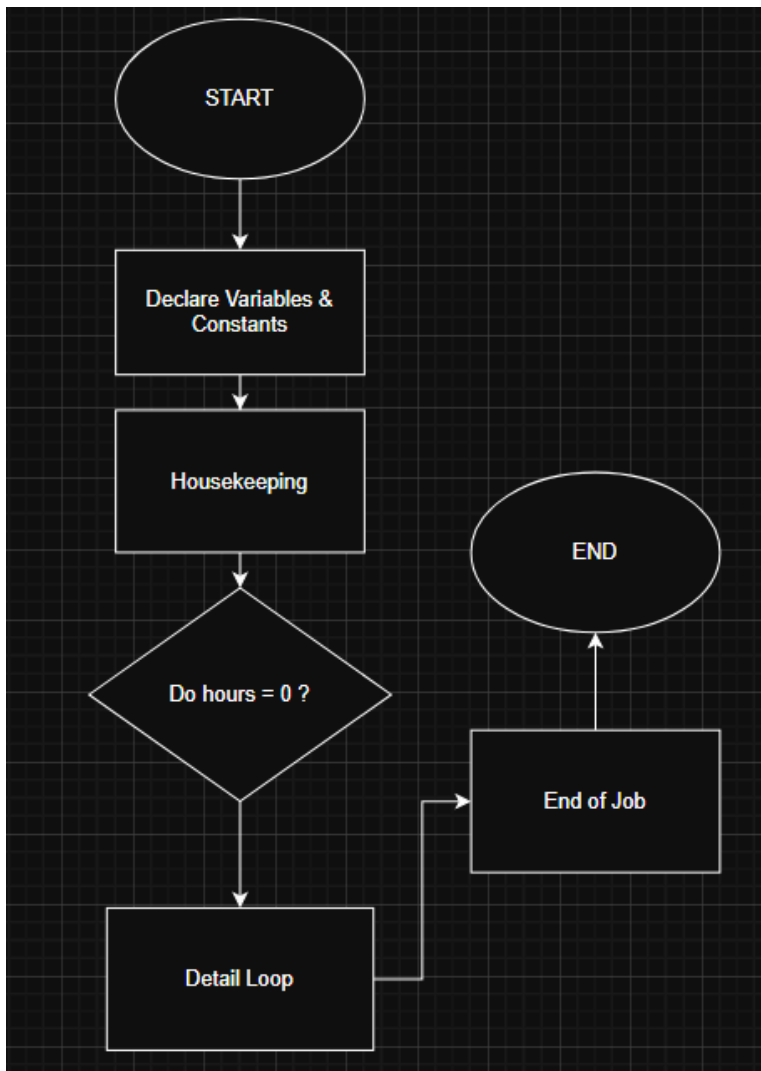 START
Declare Variables &
Constants
Housekeeping
Do hours = 0 ?
Detail Loop
End of Job
END